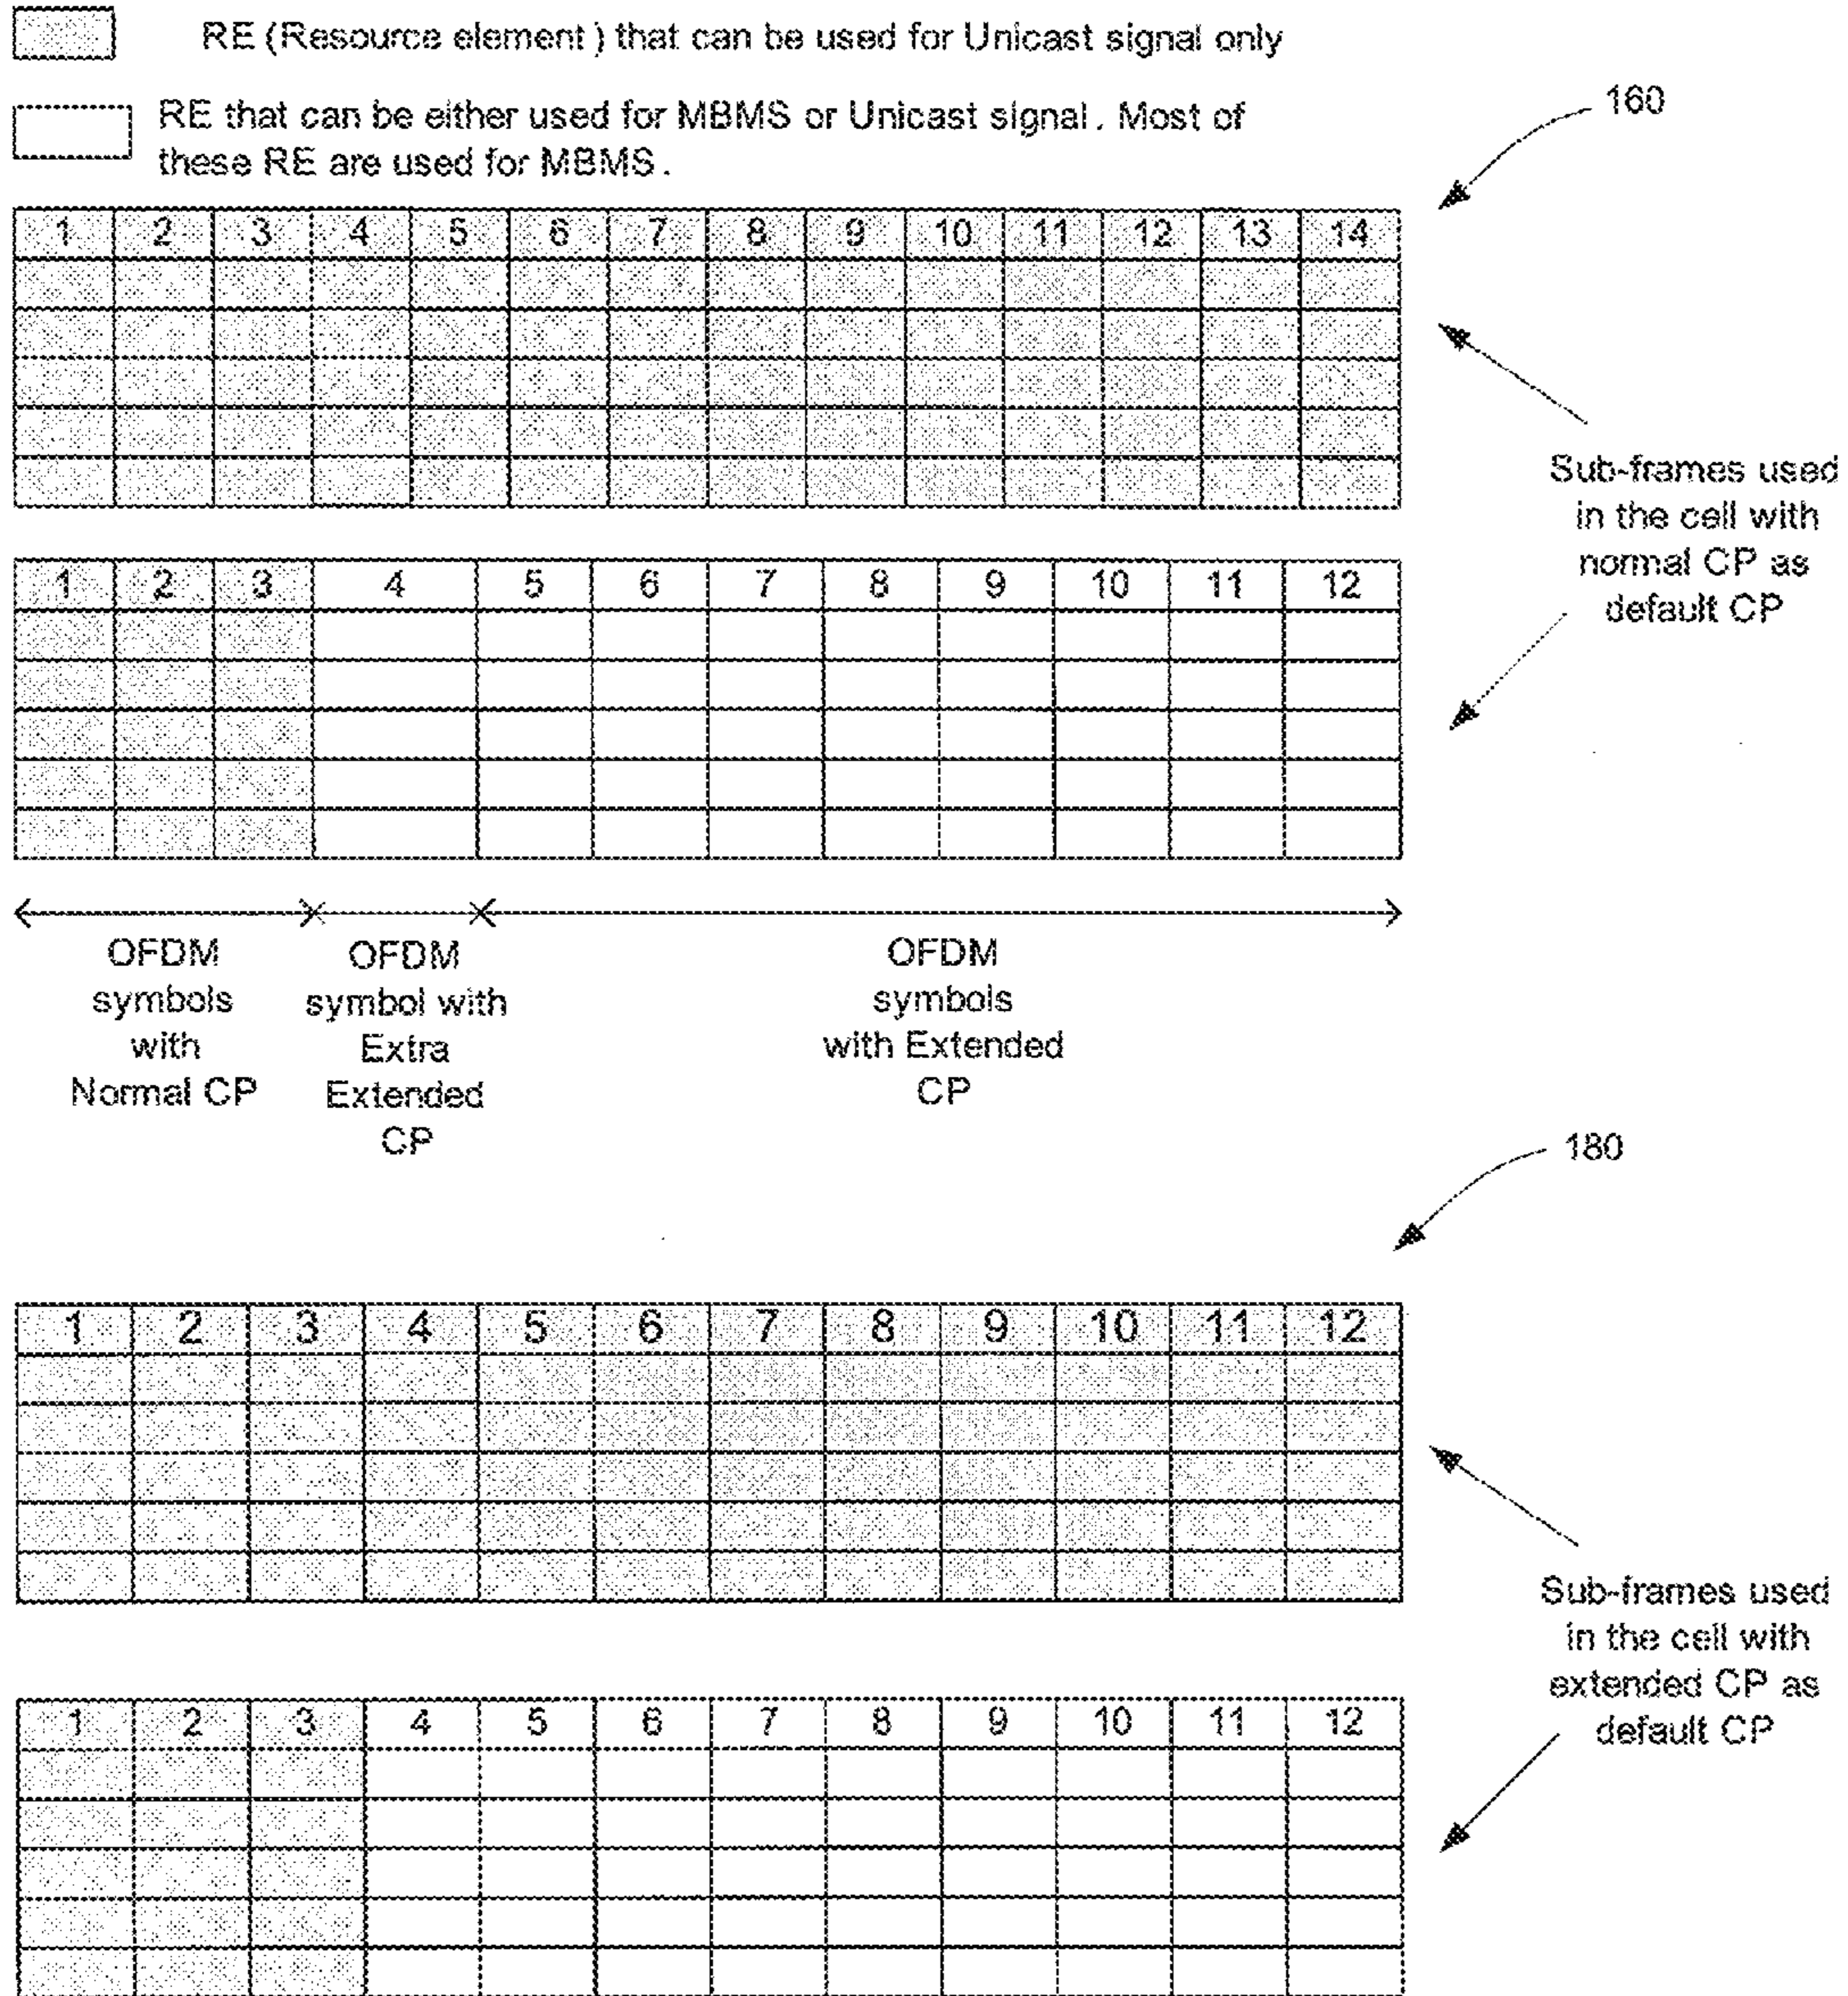 RE (Resource element) that can be used for Unicast signal only
RE that can be either used for MBMS or Unicast signal. Most of
these RE are used for MBMS.
160
1 2 3 4 5 6 7 8 9 10 11 12 13 14
Sub-frames used
in the cell with
normal CP as
default CP
1 2 3 4 5 6 7 8 9 10 11 12
OFDM
symbols
with
Normal CP
OFDM
symbol with
Extra
Extended
CP
OFDM
symbols
with Extended
CP
180
1 2 3 4 5 6 7 8 9 10 11 12
Sub-frames used
in the cell with
extended CP as
default CP
1 2 3 4 5 6 7 8 9 10 11 12